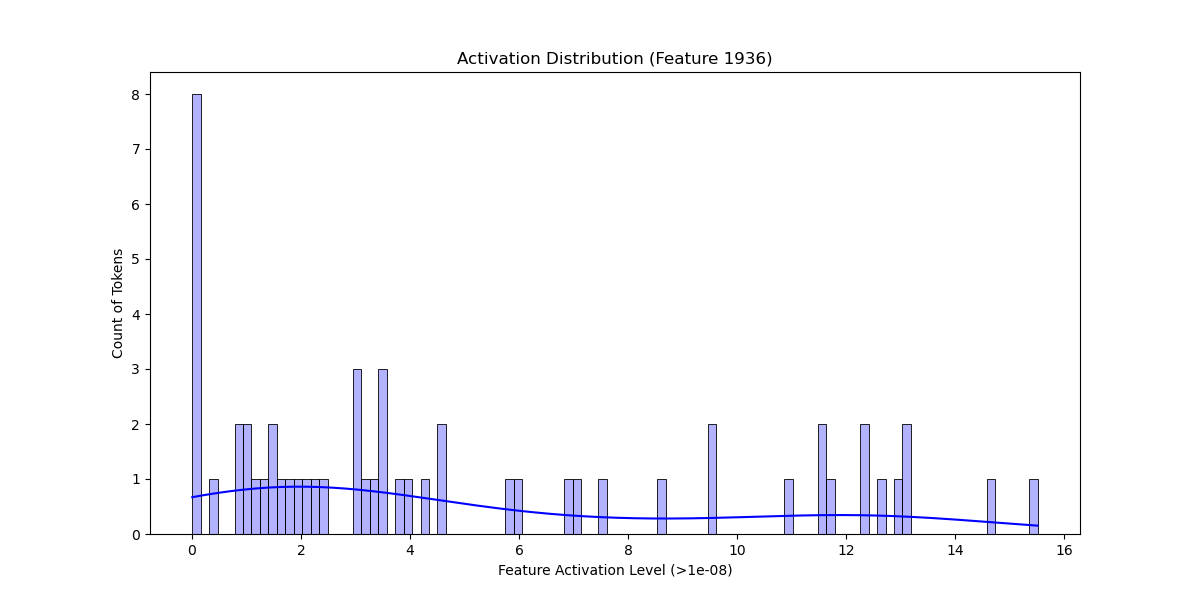 Activation Distribution (Feature 1936)
8
7
6
5
4
3
2
1
0
Count of Tokens
0 2 4 6 8 10 12 14 16
Feature Activation Level (>1e-08)